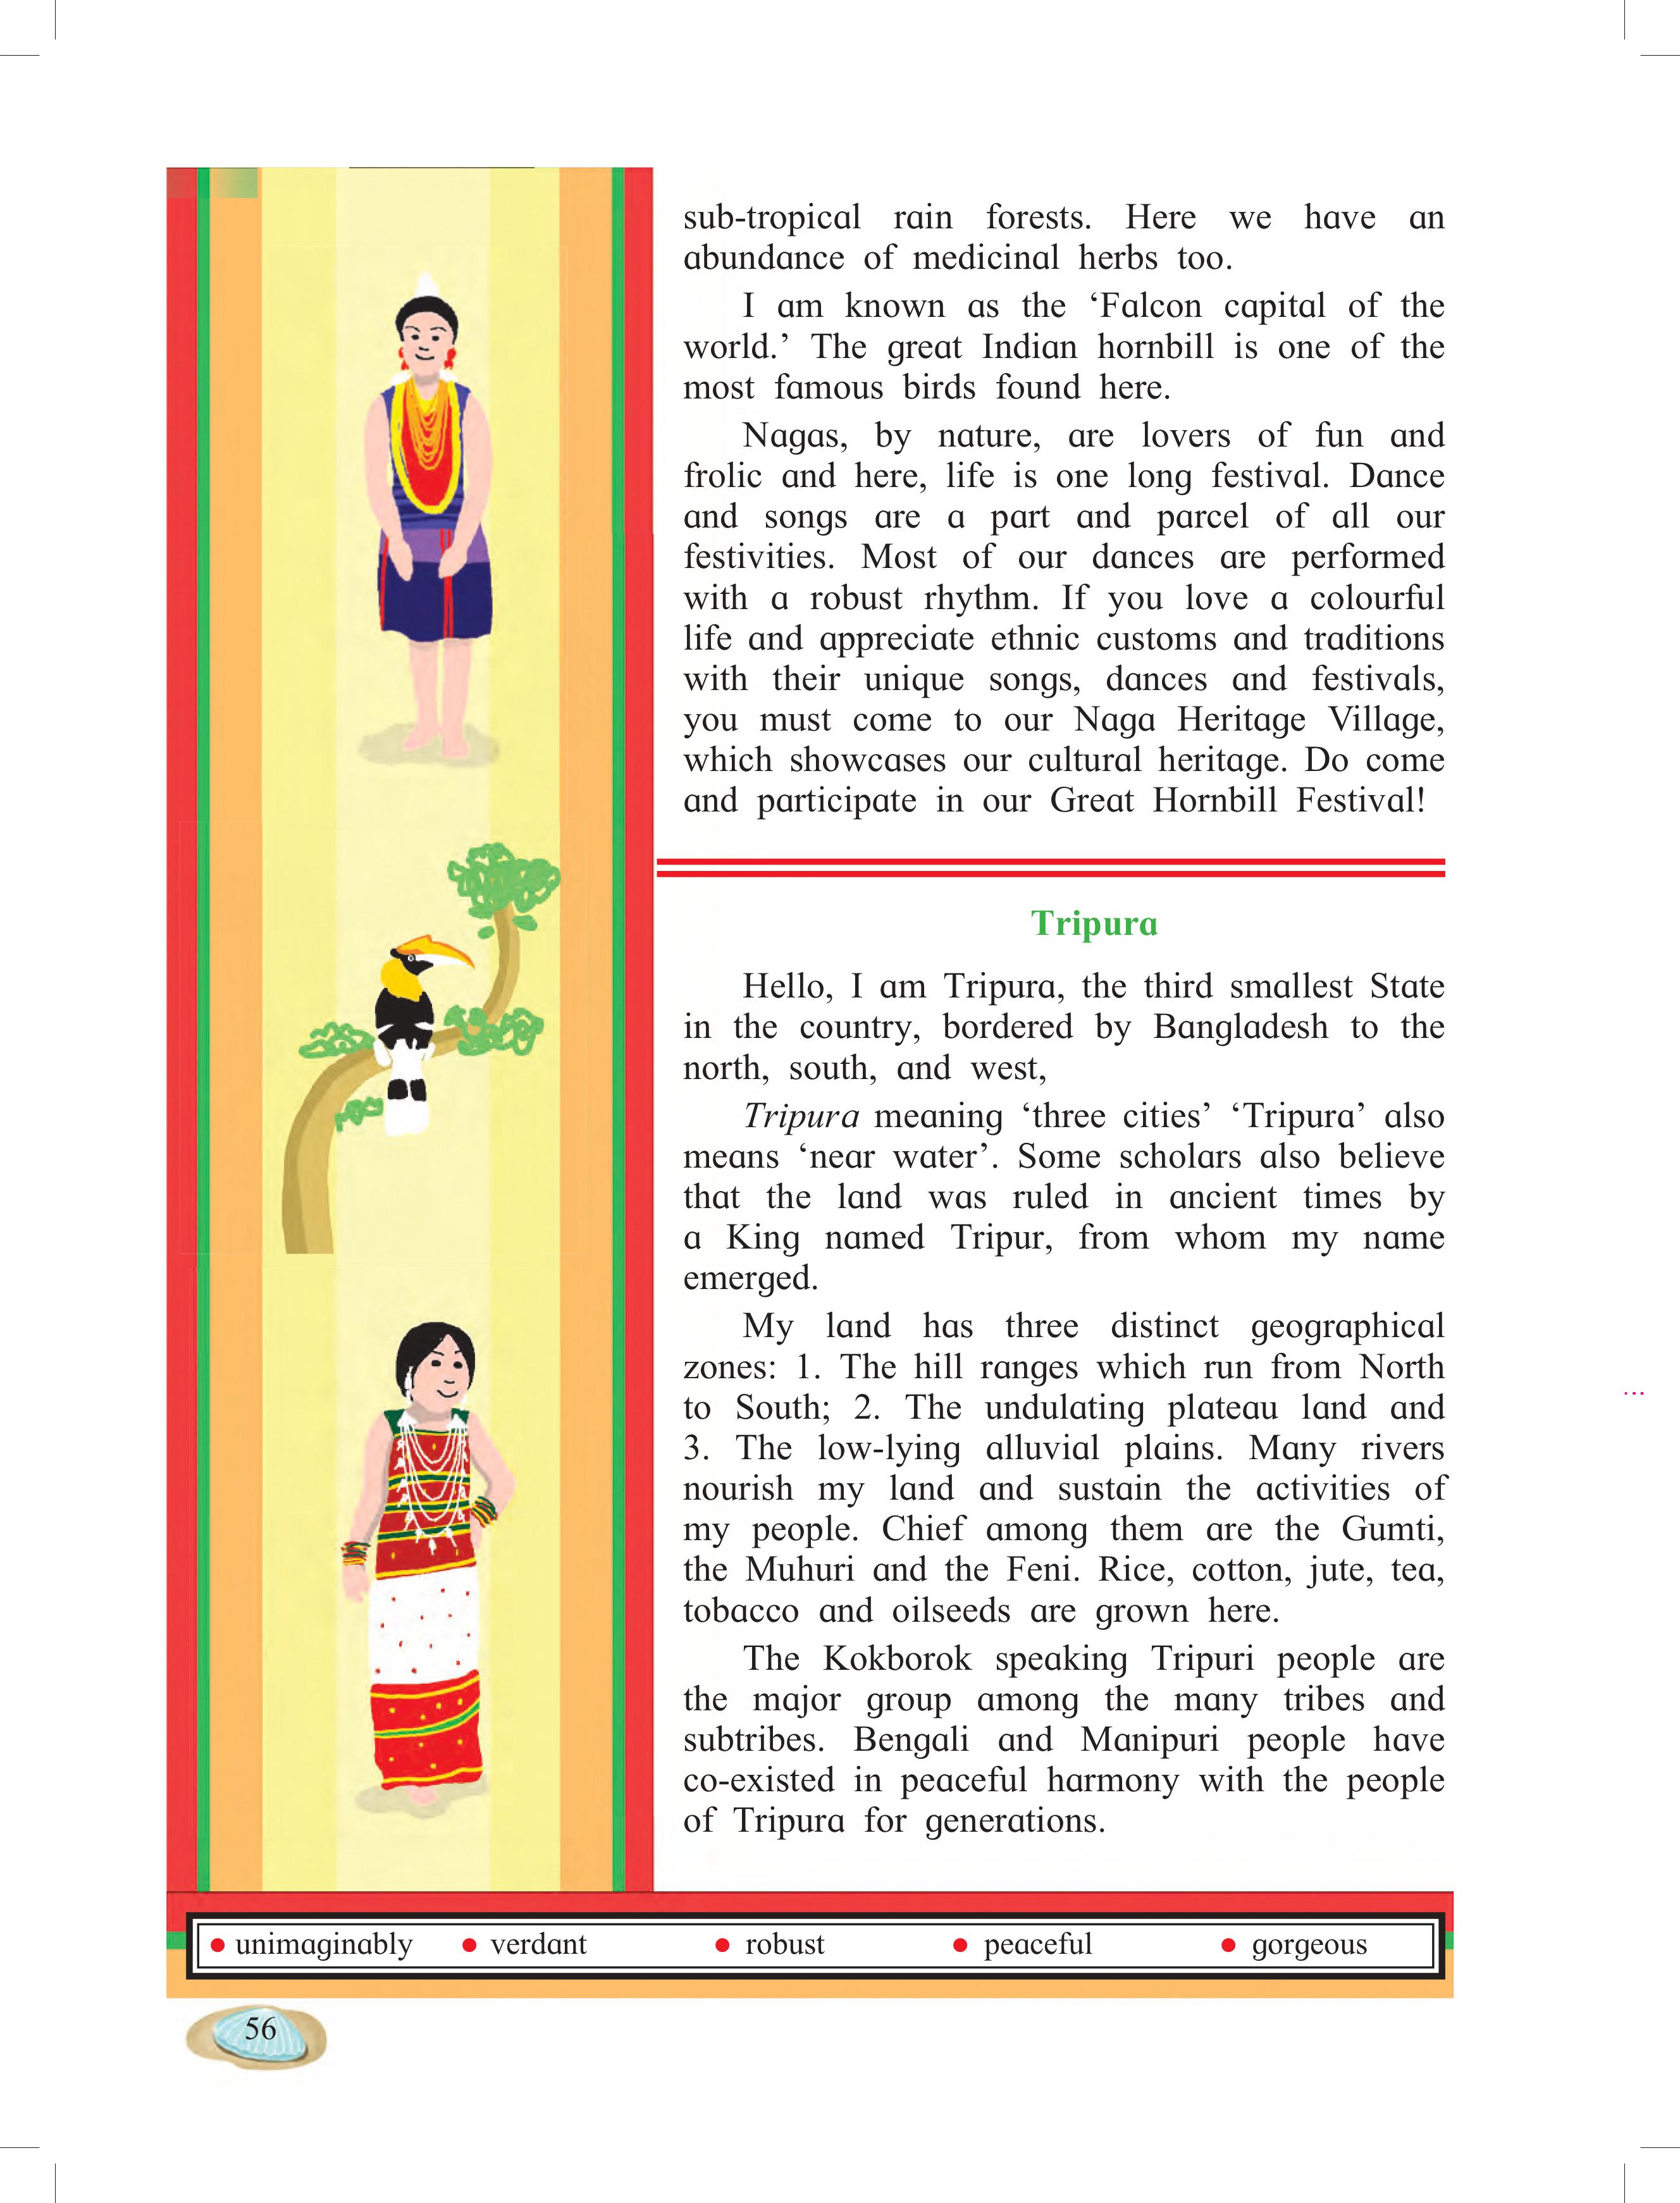 sub-tropical rain forests. Here we have an
abundance of medicinal herbs too.
I am known as the ‘Falcon capital of the
world.’ The great Indian hornbill is one of the
most famous birds found here.
Nagas, by nature, are lovers of fun and
frolic and here, life is one long festival. Dance
and songs are a part and parcel of all our
festivities. Most of our dances are performed
with a robust rhythm. If you love a colourful
life and appreciate ethnic customs and traditions
with their unique songs, dances and festivals,
you must come to our Naga Heritage Village,
which showcases our cultural heritage. Do come
and participate in our Great Hornbill Festival!
Tripura
Hello, I am Tripura, the third smallest State
in the country, bordered by Bangladesh to the
north, south, and west,
Tripura meaning ‘three cities’ ‘Tripura’ also
means ‘near water’. Some scholars also believe
that the land was ruled in ancient times by
a King named Tripur, from whom my name
emerged.
My land has three distinct geographical
zones: 1. The hill ranges which run from North
to South; 2. The undulating plateau land and
3. The low-lying alluvial plains. Many rivers
nourish my land and sustain the activities of
my people. Chief among them are the Gumti,
the Muhuri and the Feni. Rice, cotton, jute, tea,
tobacco and oilseeds are grown here.
The Kokborok speaking Tripuri people are
the major group among the many tribes and
subtribes. Bengali and Manipuri people have
co-existed in peaceful harmony with the people
of Tripura for generations.
• unimaginably • verdant • robust • peaceful • gorgeous
56